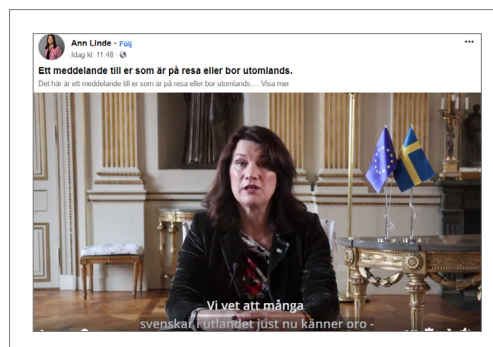 Ann Linde · Följ
Idag kl. 11:48 ·
Ett meddelande till er som är på resa eller bor utomlands.
Det här är ett meddelande till er som är på resa eller bor utomlands.... Visa mer
Vi vet att många
svenskar i utlandet just nu känner oro -